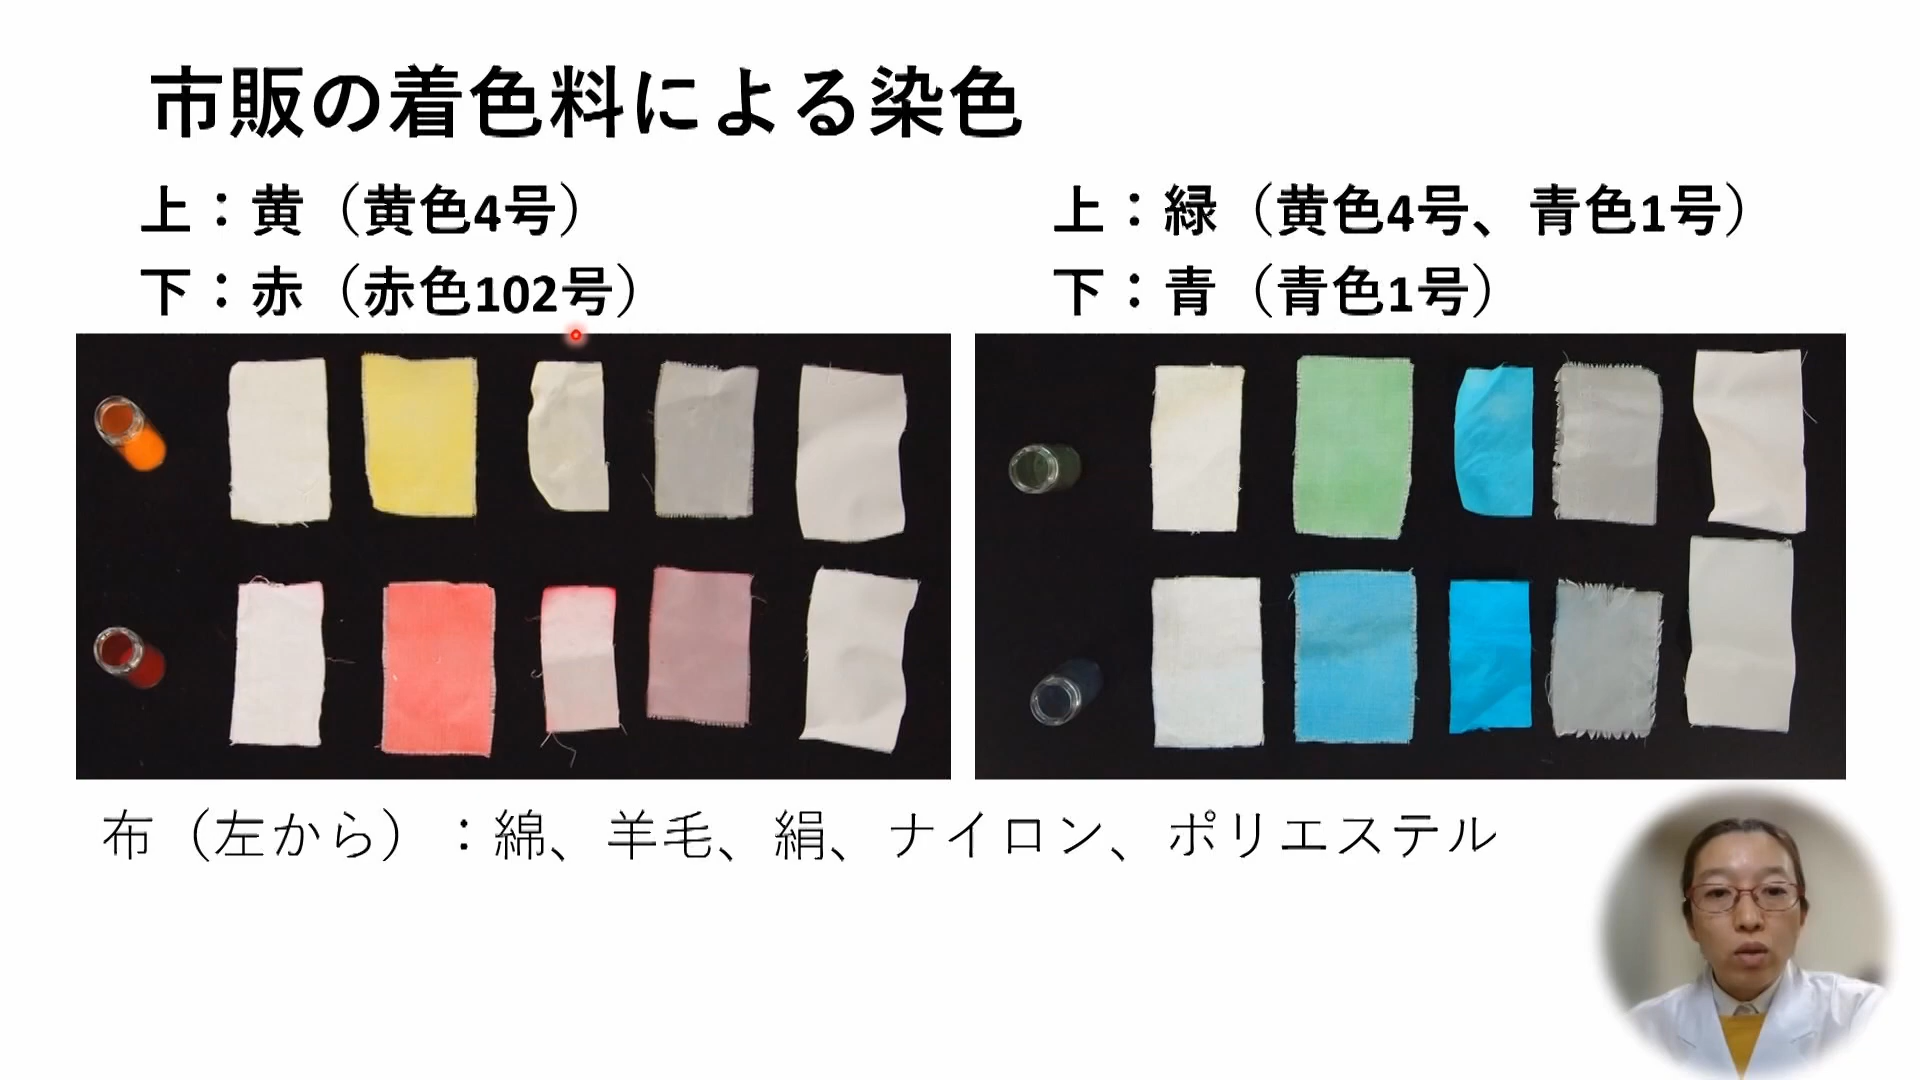 市販の着色料による染色
上：黄（黄色4号）
下：赤（赤色102号）
上：緑（黄色4号、青色1号）
下：青（青色1号）
布（左から）：綿、羊毛、絹、ナイロン、ポリエステル